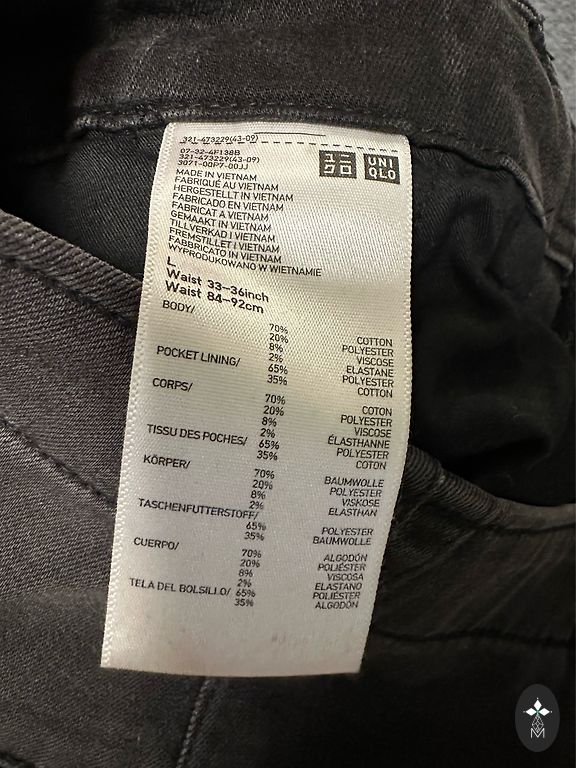 321-473229(43-09)
07-32-4F138B
321-473229(43-09)
3071-00P7-00JJ
UNI
QLO
MADE IN VIETNAM
FABRIQUÉ AU VIETNAM
HERGESTELLT IN VIETNAM
FABRICADO EN VIETNAM
FABRICAT A VIETNAM
GEMAAKT IN VIETNAM
TILLVERKAD I VIETNAM
FREMSTILLET I VIETNAM
FABBRICATO IN VIETNAM
WYPRODUKOWANO W WIETNAMIE
L
Waist 33-36inch
Waist 84-92cm
BODY/
70% COTTON
20% POLYESTER
8% VISCOSE
2% ELASTANE
POCKET LINING/ 65% POLYESTER
35% COTTON
CORPS/
70% COTON
20% POLYESTER
8% VISCOSE
2% ÉLASTHANNE
TISSU DES POCHES/ 65% POLYESTER
35% COTON
KÖRPER/
70% BAUMWOLLE
20% POLYESTER
8% VISKOSE
2% ELASTHAN
TASCHENFUTTERSTOFF/
65% POLYESTER
35% BAUMWOLLE
CUERPO/
70% ALGODÓN
20% POLIÉSTER
8% VISCOSA
2% ELASTANO
TELA DEL BOLSILLO/ 65% POLIÉSTER
35% ALGODÓN
M